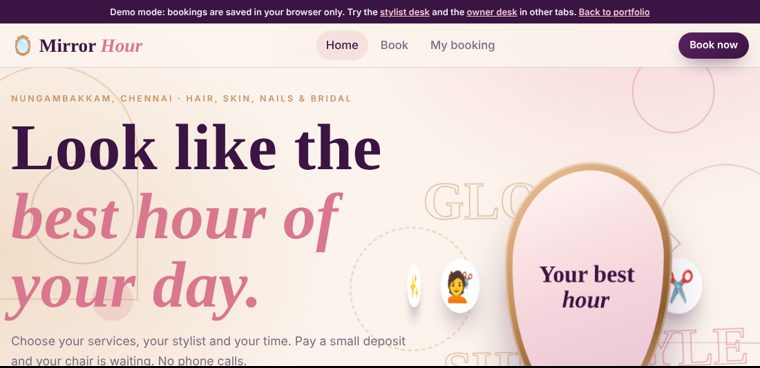 Demo mode: bookings are saved in your browser only. Try the stylist desk and the owner desk in other tabs. Back to portfolio
Mirror Hour
Home
Book
My booking
Book now
NUNGAMBAKKAM, CHENNAI · HAIR, SKIN, NAILS & BRIDAL
Look like the
best hour of
your day.
GLO
Your best
hour
YLE
Choose your services, your stylist and your time. Pay a small deposit
and your chair is waiting. No phone calls.